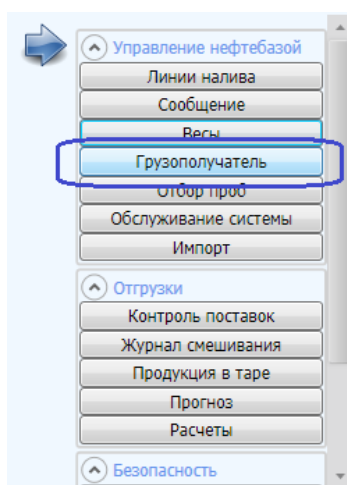 Управление нефтебазой
Линии налива
Сообщение
Весы
Грузополучатель
Отбор проб
Обслуживание системы
Импорт
Отгрузки
Контроль поставок
Журнал смешивания
Продукция в таре
Прогноз
Расчеты
Безопасность